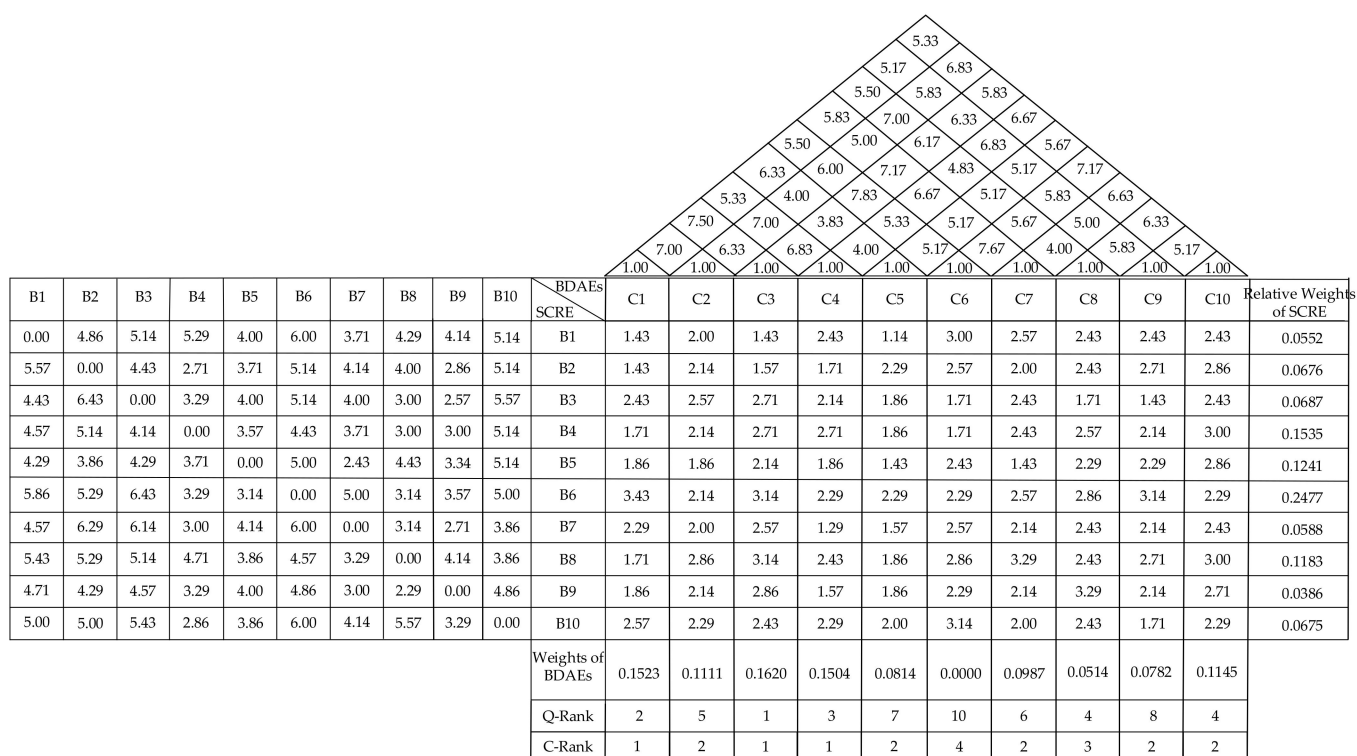 5.33
5.17 6.83
5.50 5.83 5.83
5.83 7.00 6.33 6.67
5.50 5.00 6.17 6.83 5.67
6.33 6.00 7.17 4.83 5.17 7.17
5.33 4.00 7.83 6.67 5.17 5.83 6.63
7.50 7.00 3.83 5.33 5.17 5.67 5.00 6.33
7.00 6.33 6.83 4.00 5.17 7.67 4.00 5.83 5.17
1.00 1.00 1.00 1.00 1.00 1.00 1.00 1.00 1.00 1.00
B1 B2 B3 B4 B5 B6 B7 B8 B9 B10 BDAEs SCRE C1 C2 C3 C4 C5 C6 C7 C8 C9 C10 Relative Weights of SCRE
0.00 4.86 5.14 5.29 4.00 6.00 3.71 4.29 4.14 5.14 B1 1.43 2.00 1.43 2.43 1.14 3.00 2.57 2.43 2.43 2.43 0.0552
5.57 0.00 4.43 2.71 3.71 5.14 4.14 4.00 2.86 5.14 B2 1.43 2.14 1.57 1.71 2.29 2.57 2.00 2.43 2.71 2.86 0.0676
4.43 6.43 0.00 3.29 4.00 5.14 4.00 3.00 2.57 5.57 B3 2.43 2.57 2.71 2.14 1.86 1.71 2.43 1.71 1.43 2.43 0.0687
4.57 5.14 4.14 0.00 3.57 4.43 3.71 3.00 3.00 5.14 B4 1.71 2.14 2.71 2.71 1.86 1.71 2.43 2.57 2.14 3.00 0.1535
4.29 3.86 4.29 3.71 0.00 5.00 2.43 4.43 3.34 5.14 B5 1.86 1.86 2.14 1.86 1.43 2.43 1.43 2.29 2.29 2.86 0.1241
5.86 5.29 6.43 3.29 3.14 0.00 5.00 3.14 3.57 5.00 B6 3.43 2.14 3.14 2.29 2.29 2.29 2.57 2.86 3.14 2.29 0.2477
4.57 6.29 6.14 3.00 4.14 6.00 0.00 3.14 2.71 3.86 B7 2.29 2.00 2.57 1.29 1.57 2.57 2.14 2.43 2.14 2.43 0.0588
5.43 5.29 5.14 4.71 3.86 4.57 3.29 0.00 4.14 3.86 B8 1.71 2.86 3.14 2.43 1.86 2.86 3.29 2.43 2.71 3.00 0.1183
4.71 4.29 4.57 3.29 4.00 4.86 3.00 2.29 0.00 4.86 B9 1.86 2.14 2.86 1.57 1.86 2.29 2.14 3.29 2.14 2.71 0.0386
5.00 5.00 5.43 2.86 3.86 6.00 4.14 5.57 3.29 0.00 B10 2.57 2.29 2.43 2.29 2.00 3.14 2.00 2.43 1.71 2.29 0.0675
Weights of BDAEs 0.1523 0.1111 0.1620 0.1504 0.0814 0.0000 0.0987 0.0514 0.0782 0.1145
Q-Rank 2 5 1 3 7 10 6 4 8 4
C-Rank 1 2 1 1 2 4 2 3 2 2